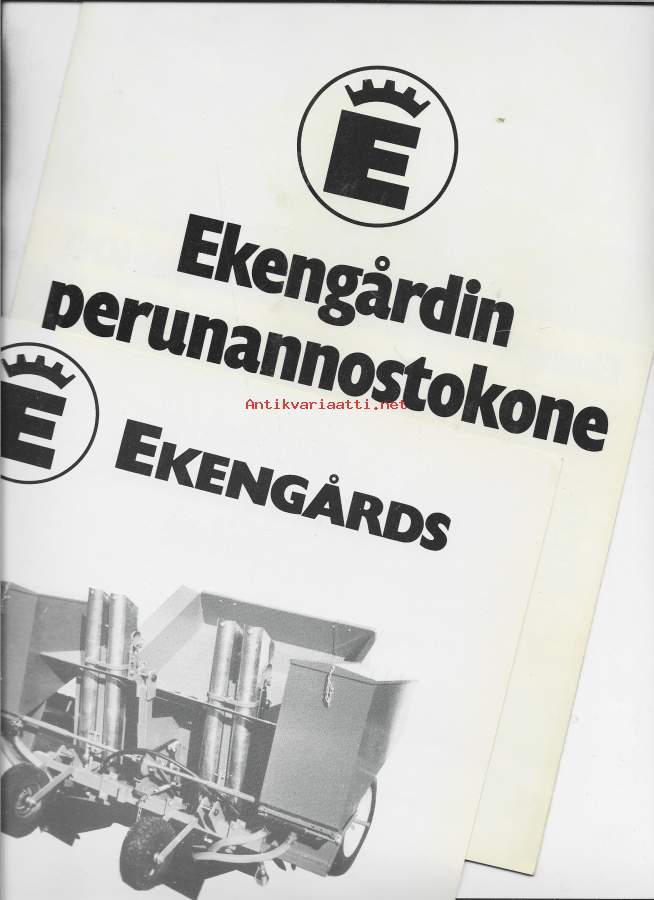 E
Ekengårdin
perunannostokone
Antikvariaatti.net
E
EKENGÅRDS